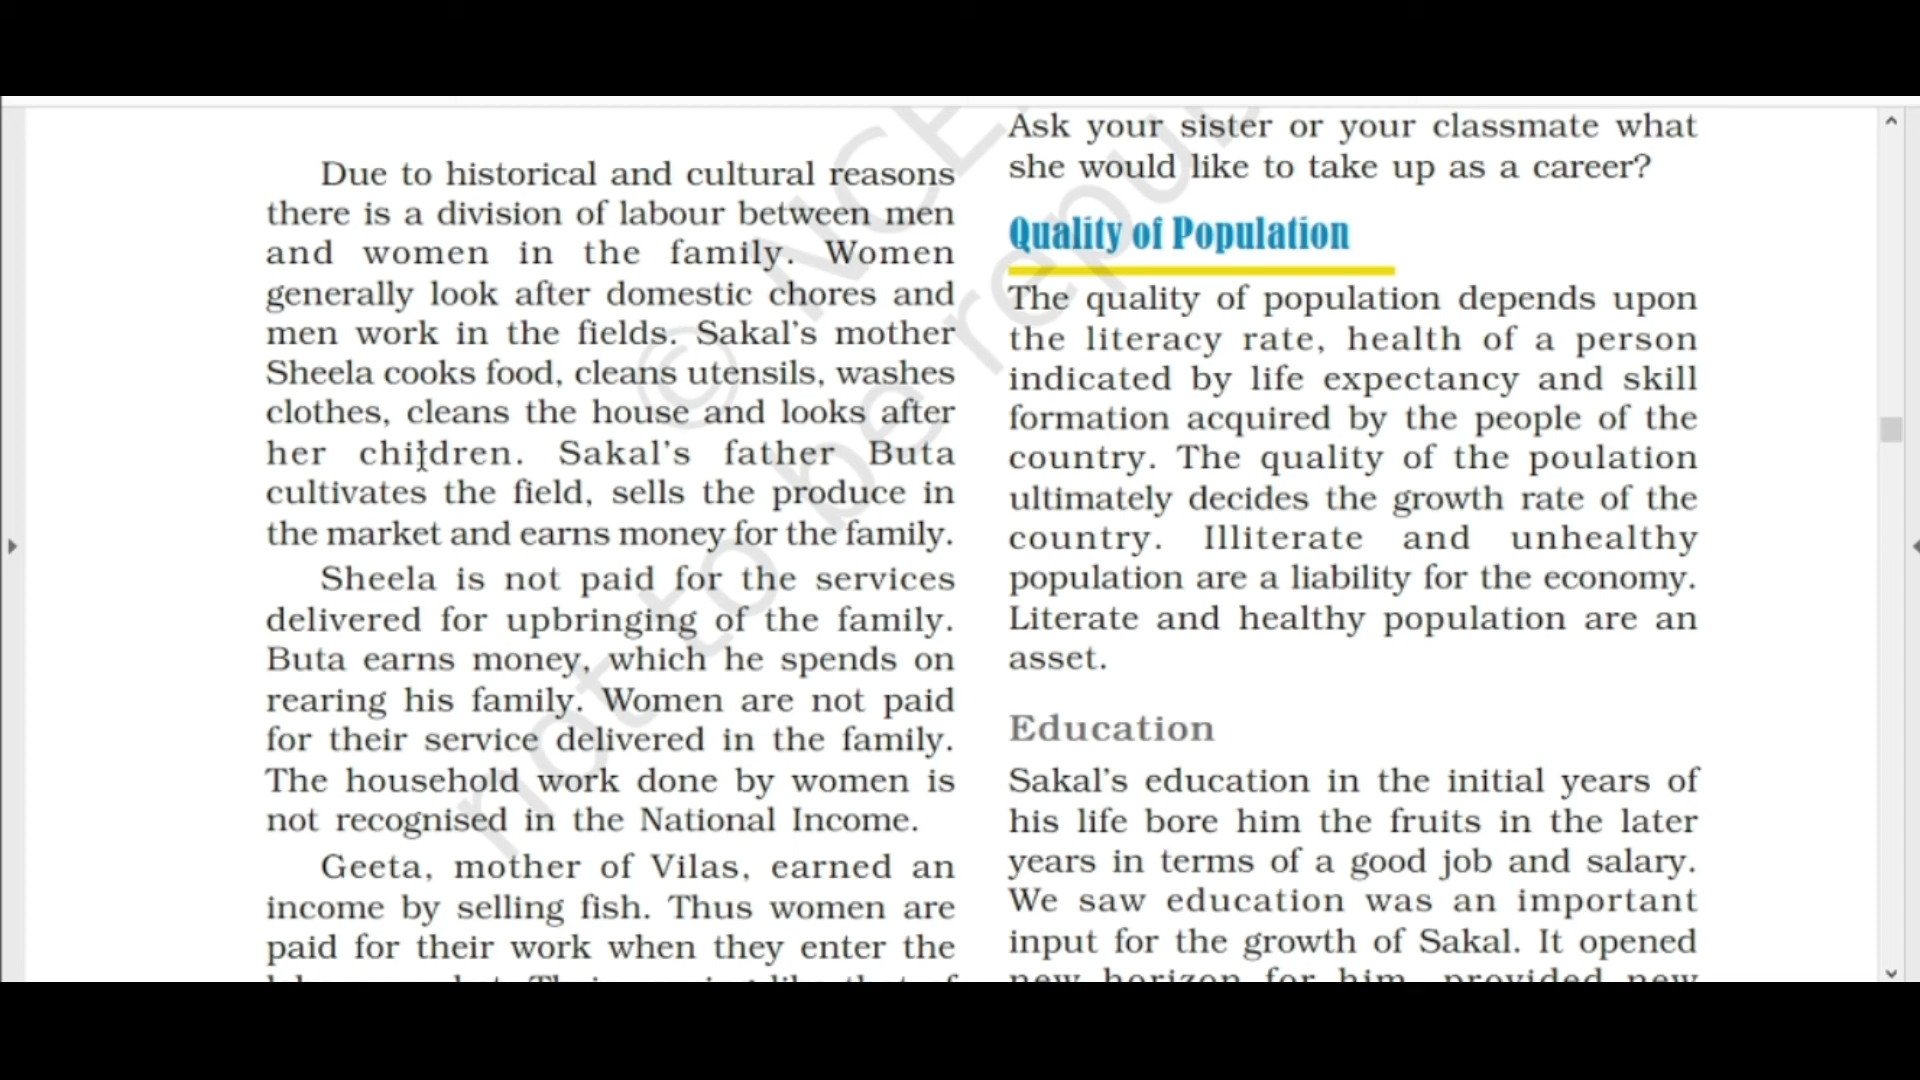 Due to historical and cultural reasons
there is a division of labour between men
and women in the family. Women
generally look after domestic chores and
men work in the fields. Sakal's mother
Sheela cooks food, cleans utensils, washes
clothes, cleans the house and looks after
her children. Sakal's father Buta
cultivates the field, sells the produce in
the market and earns money for the family.
Sheela is not paid for the services
delivered for upbringing of the family.
Buta earns money, which he spends on
rearing his family. Women are not paid
for their service delivered in the family.
The household work done by women is
not recognised in the National Income.
Geeta, mother of Vilas, earned an
income by selling fish. Thus women are
paid for their work when they enter the
Ask your sister or your classmate what
she would like to take up as a career?
Quality of Population
The quality of population depends upon
the literacy rate, health of a person
indicated by life expectancy and skill
formation acquired by the people of the
country. The quality of the poulation
ultimately decides the growth rate of the
country. Illiterate and unhealthy
population are a liability for the economy.
Literate and healthy population are an
asset.
Education
Sakal's education in the initial years of
his life bore him the fruits in the later
years in terms of a good job and salary.
We saw education was an important
input for the growth of Sakal. It opened
new horizon for him, provided new
© NCE
not to be repu